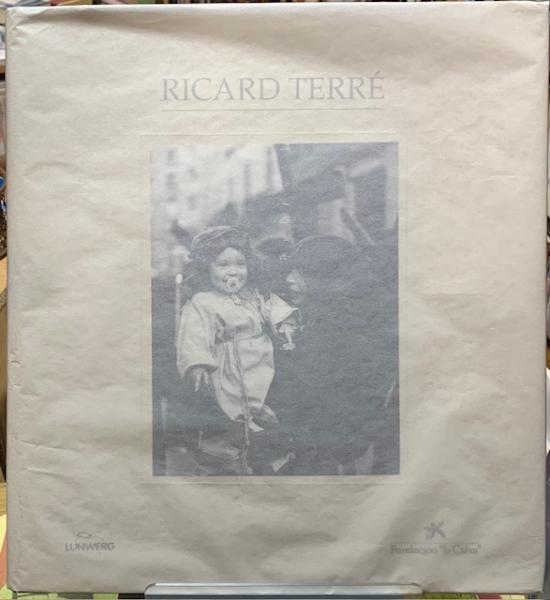 RICARD TERRÉ
LUNWERG
Fundación "la Caixa"